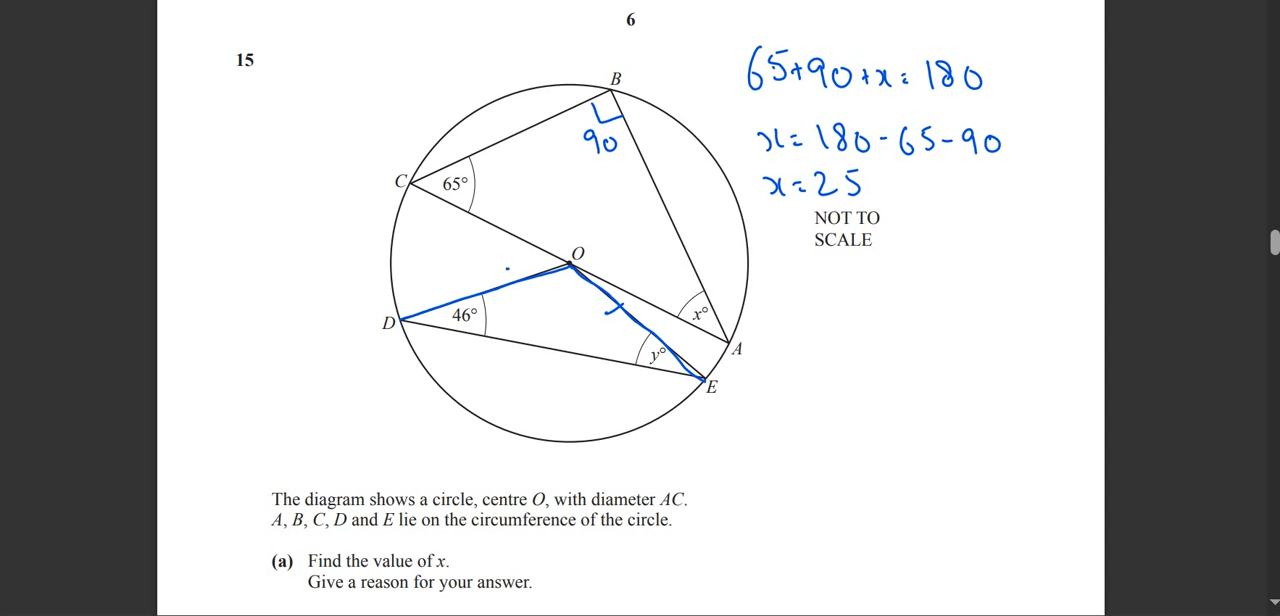 6
15
65+90+x=180
x=180-65-90
x=25
NOT TO
SCALE
B
90
C
65°
O
D
46°
x°
y°
A
E
The diagram shows a circle, centre O, with diameter AC.
A, B, C, D and E lie on the circumference of the circle.
(a) Find the value of x.
Give a reason for your answer.